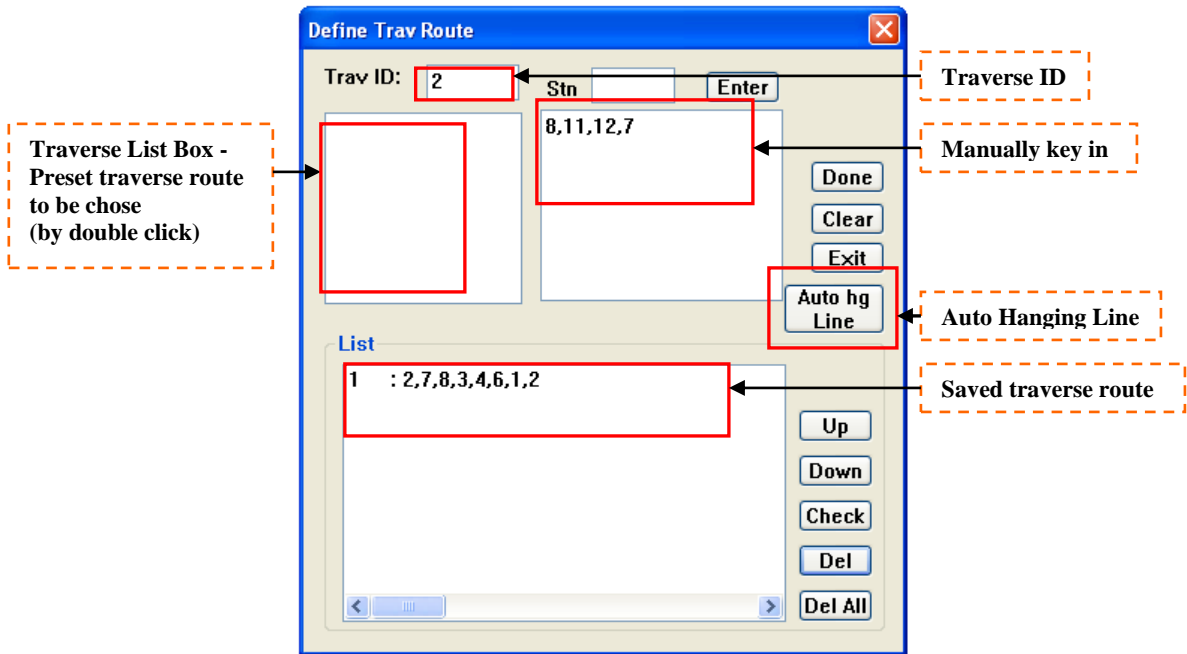 Define Trav Route
Trav ID: 2
Stn
Enter
Traverse ID
8,11,12,7
Manually key in
Traverse List Box -
Preset traverse route
to be chose
(by double click)
Done
Clear
Exit
Auto hg
Line
Auto Hanging Line
List
1 : 2,7,8,3,4,6,1,2
Saved traverse route
Up
Down
Check
Del
Del All